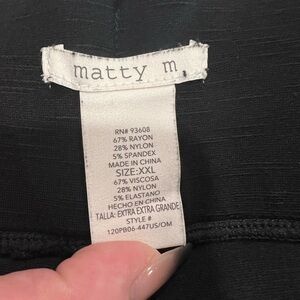 matty m
RN# 93608
67% RAYON
28% NYLON
5% SPANDEX
MADE IN CHINA
SIZE:XXL
67% VISCOSA
28% NYLON
5% ELASTANO
HECHO EN CHINA
TALLA: EXTRA EXTRA GRANDE
STYLE #
120PB06-447US/OM